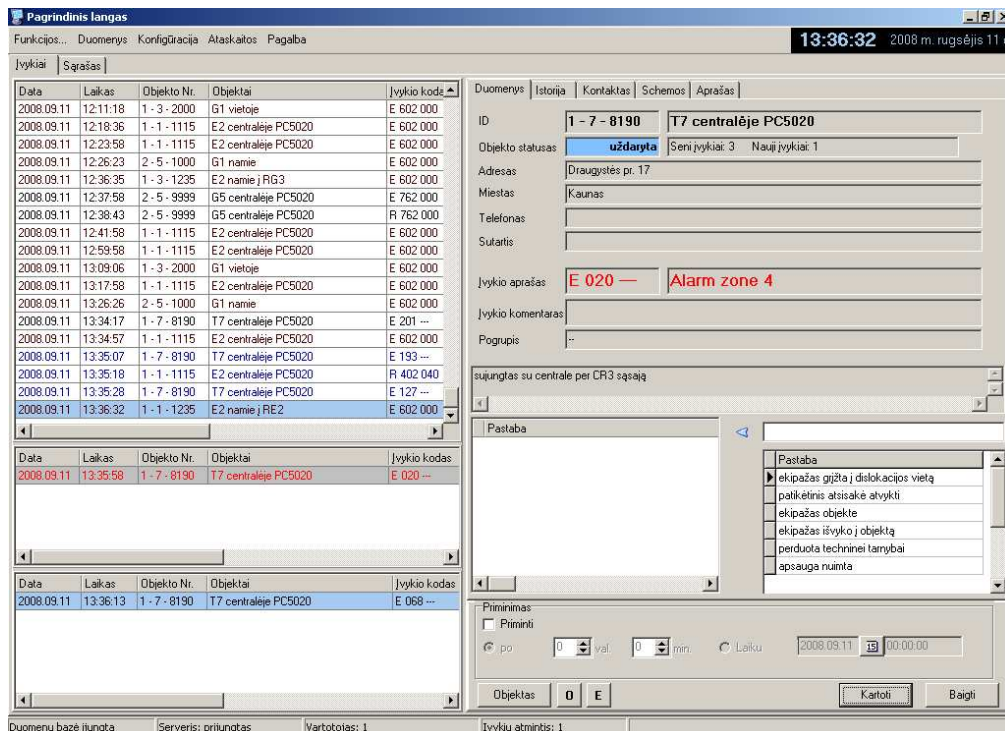 Pagrindinis langas
Funkcijos... Duomenys Konfigūracija Ataskaitos Pagalba
13:36:32 2008 m. rugsėjis 11
Įvykiai Sąrašas
Data Laikas Objekto Nr. Objektai Įvykio koda
2008.09.11 12:11:18 1 - 3 - 2000 G1 vietoje E 602 000
2008.09.11 12:18:36 1 - 1 - 1115 E2 centralėje PC5020 E 602 000
2008.09.11 12:23:58 1 - 1 - 1115 E2 centralėje PC5020 E 602 000
2008.09.11 12:26:23 2 - 5 - 1000 G1 namie E 602 000
2008.09.11 12:36:35 1 - 3 - 1235 E2 namie į RG3 E 602 000
2008.09.11 12:37:58 2 - 5 - 9999 G5 centralėje PC5020 E 762 000
2008.09.11 12:38:43 2 - 5 - 9999 G5 centralėje PC5020 R 762 000
2008.09.11 12:41:58 1 - 1 - 1115 E2 centralėje PC5020 E 602 000
2008.09.11 12:59:58 1 - 1 - 1115 E2 centralėje PC5020 E 602 000
2008.09.11 13:09:06 1 - 3 - 2000 G1 vietoje E 602 000
2008.09.11 13:17:58 1 - 1 - 1115 E2 centralėje PC5020 E 602 000
2008.09.11 13:26:26 2 - 5 - 1000 G1 namie E 602 000
2008.09.11 13:34:17 1 - 7 - 8190 T7 centralėje PC5020 E 201 ---
2008.09.11 13:34:57 1 - 1 - 1115 E2 centralėje PC5020 E 602 000
2008.09.11 13:35:07 1 - 7 - 8190 T7 centralėje PC5020 E 193 ---
2008.09.11 13:35:18 1 - 1 - 1115 E2 centralėje PC5020 R 402 040
2008.09.11 13:35:28 1 - 7 - 8190 T7 centralėje PC5020 E 127 ---
2008.09.11 13:36:32 1 - 1 - 1235 E2 namie į RE2 E 602 000
Data Laikas Objekto Nr. Objektai Įvykio kodas
2008.09.11 13:35:58 1 - 7 - 8190 T7 centralėje PC5020 E 020 ---
Data Laikas Objekto Nr. Objektai Įvykio kodas
2008.09.11 13:36:13 1 - 7 - 8190 T7 centralėje PC5020 E 068 ---
Duomenys Istorija Kontaktas Schemos Aprašas
ID 1 - 7 - 8190 T7 centralėje PC5020
Objekto statusas uždaryta Seni įvykiai: 3 Nauji įvykiai: 1
Adresas Draugystės pr. 17
Miestas Kaunas
Telefonas
Sutartis
Įvykio aprašas E 020 --- Alarm zone 4
Įvykio komentaras
Pogrupis --
sujungtas su centrale per CR3 sąsają
Pastaba
Pastaba
ekipažas grįžta į dislokacijos vietą
patikėtinis atsisakė atvykti
ekipažas objekte
ekipažas išvyko į objektą
perduota techninei tarnybai
apsauga nuimta
Priminimas
Priminti
po 0 val. 0 min. Laiku 2008.09.11 15 00:00:00
Objektas O E Kartoti Baigti
Duomenų bazė įjungta Serveris: prijungtas Vartotojas: 1 Įvykių atmintis: 1